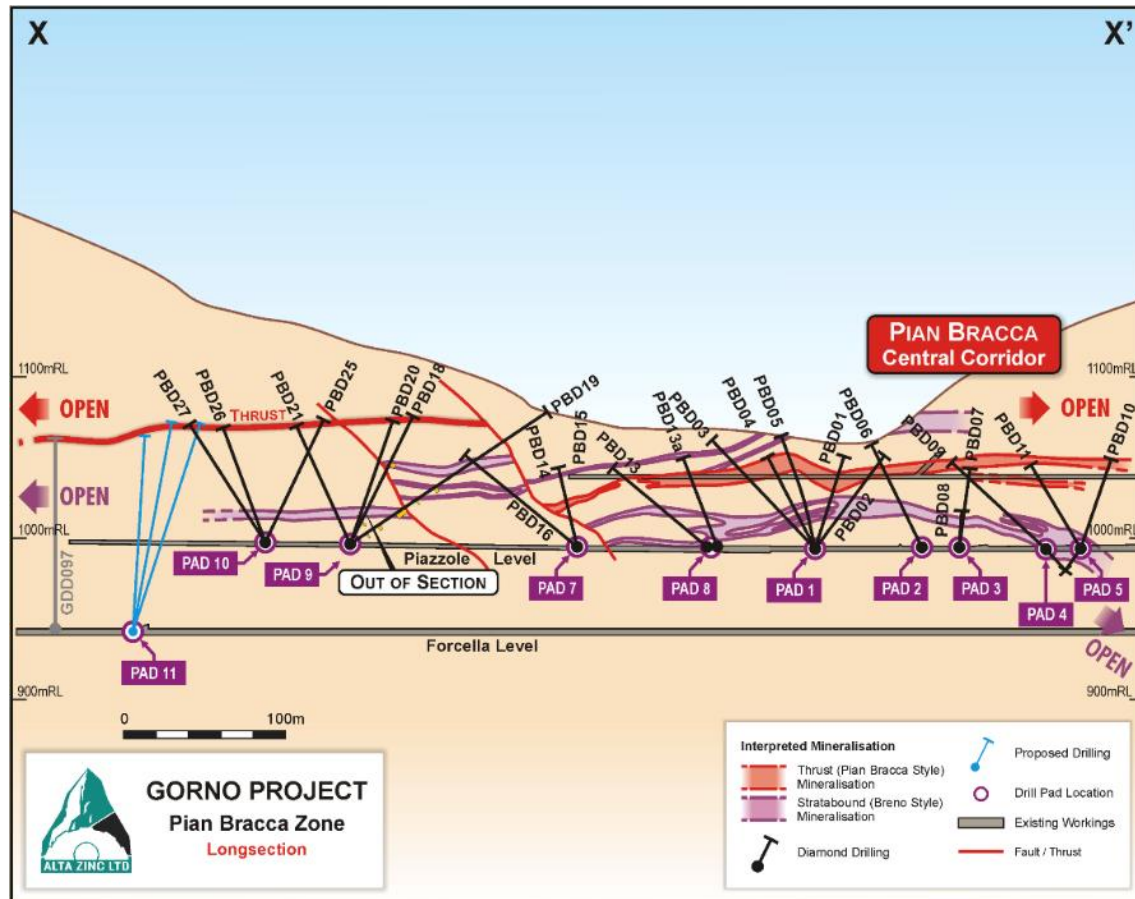 X
X'
PIAN BRACCA
Central Corridor
1100mRL
1100mRL
OPEN
THRUST
PBD27
PBD26
PBD21
PBD25
PBD20
PBD18
PBD19
PBD14
PBD15
PBD13
PBD13a
PBD03
PBD04
PBD05
PBD01
PBD06
PBD09
PBD07
PBD11
PBD10
OPEN
OPEN
GDD097
PBD16
PBD02
PBD08
1000mRL
1000mRL
PAD 10
PAD 9
Piazzole Level
OUT OF SECTION
PAD 7
PAD 8
PAD 1
PAD 2
PAD 3
PAD 4
PAD 5
OPEN
Forcella Level
PAD 11
900mRL
900mRL
0
100m
GORNO PROJECT
Pian Bracca Zone
Longsection
ALTA ZINC LTD
Interpreted Mineralisation
Thrust (Pian Bracca Style)
Mineralisation
Stratabound (Breno Style)
Mineralisation
Diamond Drilling
Proposed Drilling
Drill Pad Location
Existing Workings
Fault / Thrust